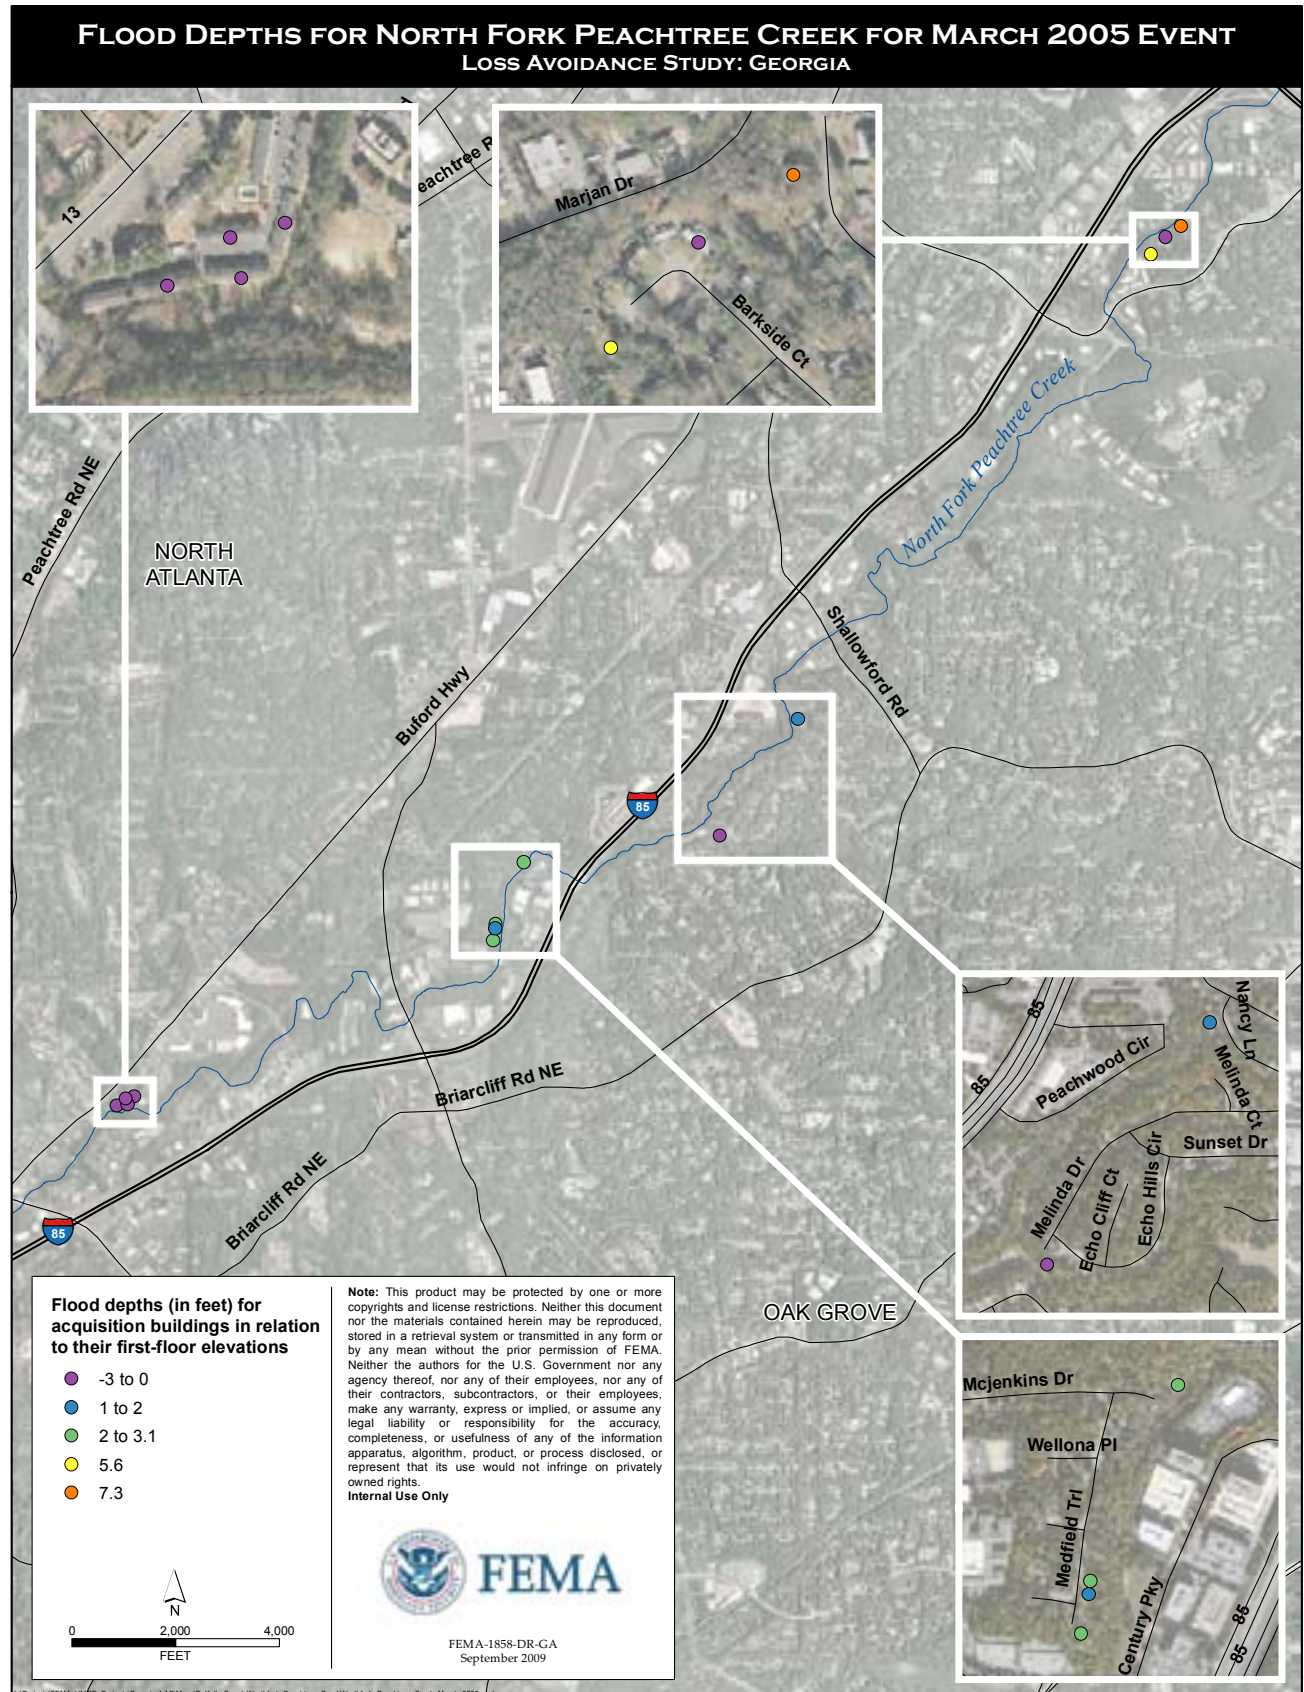 FLOOD DEPTHS FOR NORTH FORK PEACHTREE CREEK FOR MARCH 2005 EVENT
LOSS AVOIDANCE STUDY: GEORGIA
13
Marjan Dr
Barkside Ct
Peachtree Rd NE
NORTH
ATLANTA
Buford Hwy
North Fork Peachtree Creek
Shallowford Rd
85
Briarcliff Rd NE
Briarcliff Rd NE
85
OAK GROVE
85
85
Peachwood Cir
Nancy Ln
Melinda Ct
Sunset Dr
Melinda Dr
Echo Cliff Ct
Echo Hills Cir
Mcjenkins Dr
Wellona Pl
Medfield Trl
Century Pky
85
85
Flood depths (in feet) for
acquisition buildings in relation
to their first-floor elevations
-3 to 0
1 to 2
2 to 3.1
5.6
7.3
N
0 2,000 4,000
FEET
Note: This product may be protected by one or more
copyrights and license restrictions. Neither this document
nor the materials contained herein may be reproduced,
stored in a retrieval system or transmitted in any form or
by any mean without the prior permission of FEMA.
Neither the authors for the U.S. Government nor any
agency thereof, nor any of their employees, nor any of
their contractors, subcontractors, or their employees,
make any warranty, express or implied, or assume any
legal liability or responsibility for the accuracy,
completeness, or usefulness of any of the information
apparatus, algorithm, product, or process disclosed, or
represent that its use would not infringe on privately
owned rights.
Internal Use Only
FEMA
FEMA-1858-DR-GA
September 2009